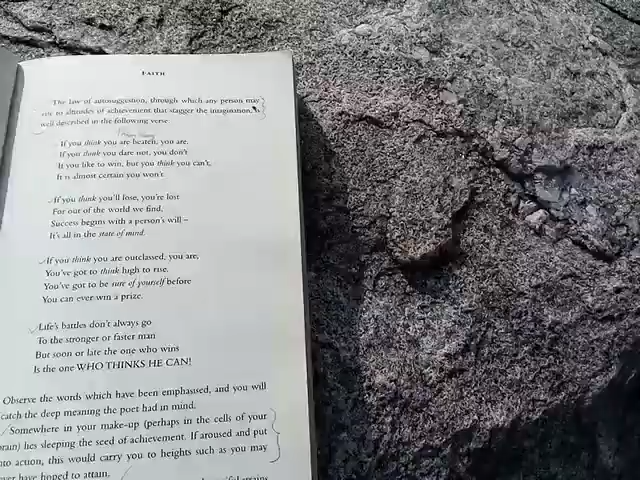 FAITH
The law of autosuggestion, through which any person may
rise to altitudes of achievement that stagger the imagination, is
well described in the following verse
If you think you are beaten, you are,
If you think you dare not, you don't
If you like to win, but you think you can't,
It is almost certain you won't
If you think you'll lose, you're lost
For out of the world we find,
Success begins with a person's will –
It's all in the state of mind.
If you think you are outclassed, you are,
You've got to think high to rise,
You've got to be sure of yourself before
You can ever win a prize.
Life's battles don't always go
To the stronger or faster man
But soon or late the one who wins
Is the one WHO THINKS HE CAN!
Observe the words which have been emphasised, and you will
catch the deep meaning the poet had in mind.
Somewhere in your make-up (perhaps in the cells of your
brain) lies sleeping the seed of achievement. If aroused and put
into action, this would carry you to heights such as you may
never have hoped to attain.